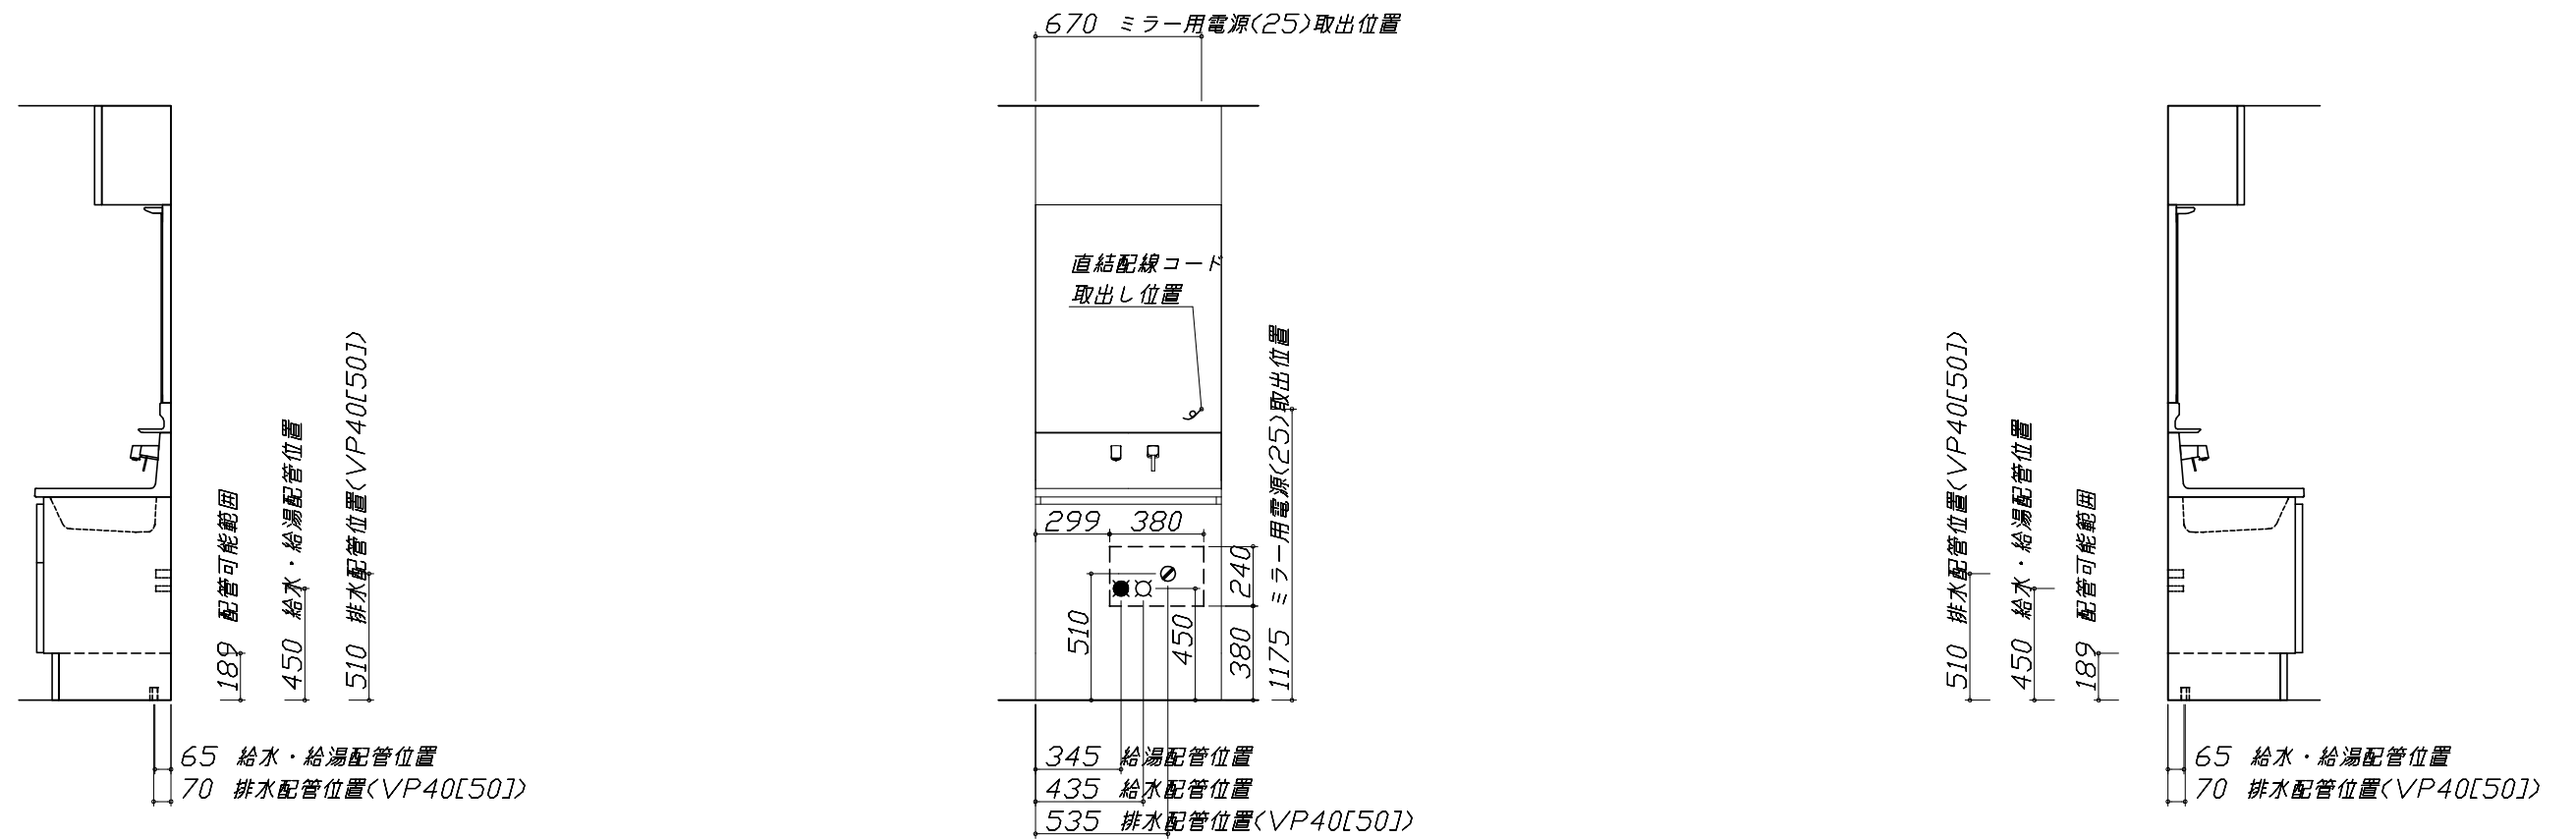 670 ミラー用電源(25)取出位置
直結配線コード
取出し位置
1175 ミラー用電源(25)取出位置
299 380
240
380
510
450
345 給湯配管位置
435 給水配管位置
535 排水配管位置(VP40[50])
189 配管可能範囲
450 給水・給湯配管位置
510 排水配管位置(VP40[50])
65 給水・給湯配管位置
70 排水配管位置(VP40[50])
510 排水配管位置(VP40[50])
450 給水・給湯配管位置
189 配管可能範囲
65 給水・給湯配管位置
70 排水配管位置(VP40[50])